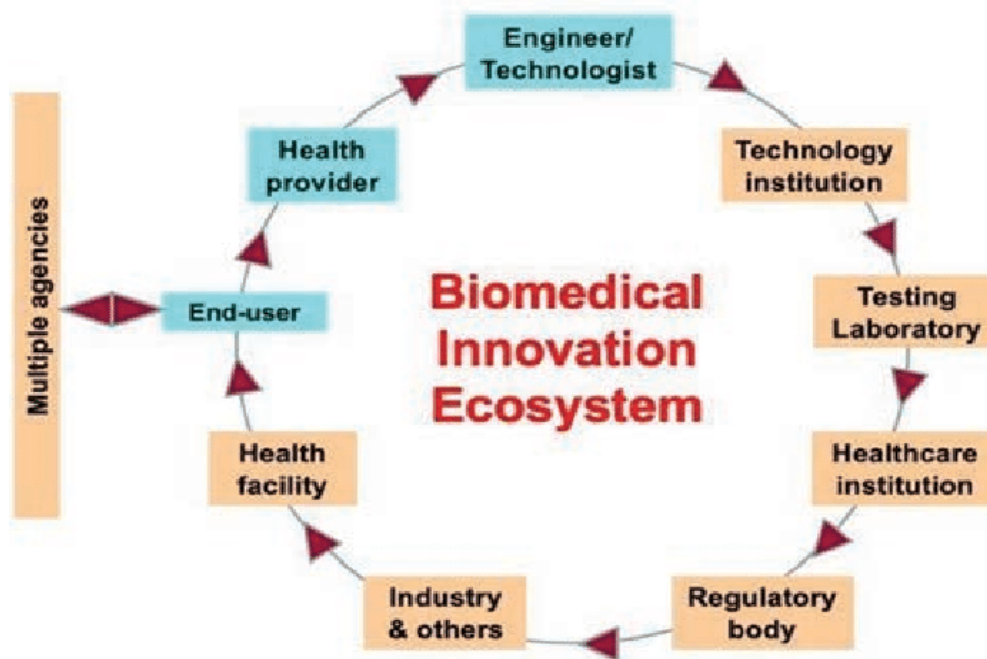 Engineer/
Technologist
Technology
institution
Testing
Laboratory
Healthcare
institution
Regulatory
body
Industry
& others
Health
facility
End-user
Health
provider
Multiple agencies
Biomedical
Innovation
Ecosystem